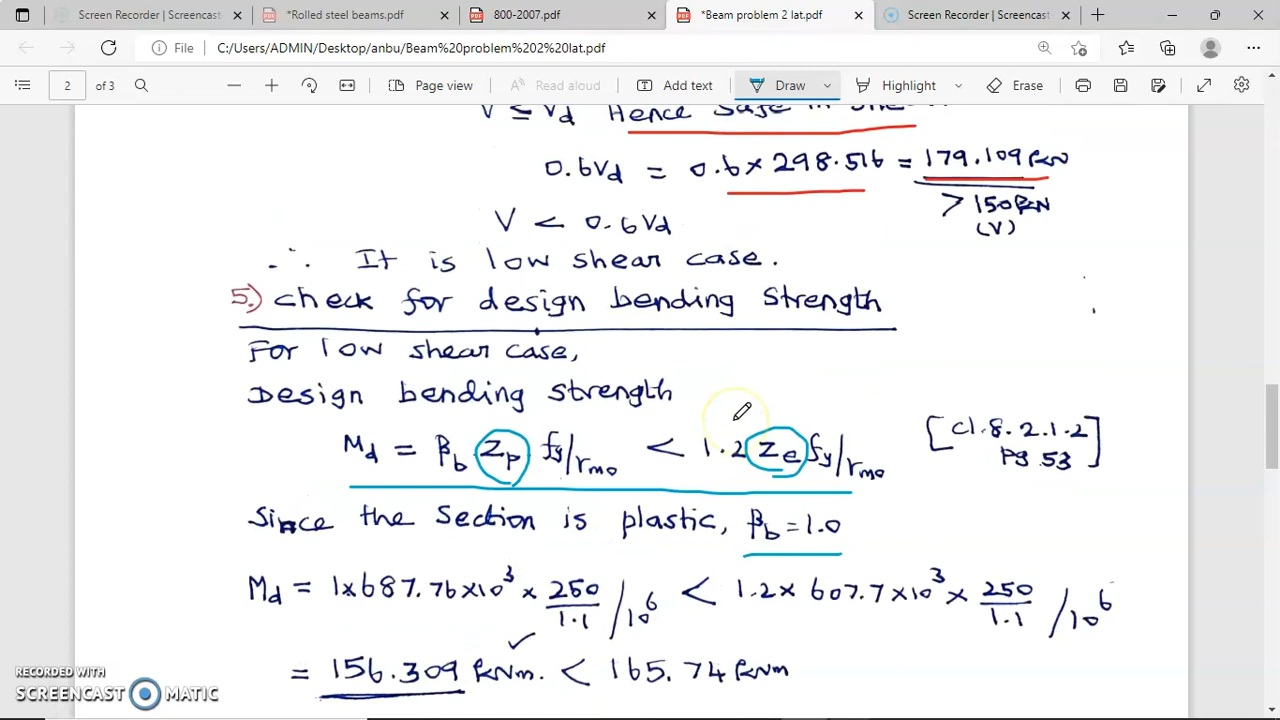 Screen Recorder | Screencast
*Rolled steel beams.pdf
800-2007.pdf
*Beam problem 2 lat.pdf
Screen Recorder | Screencast
File C:/Users/ADMIN/Desktop/anbu/Beam%20problem%202%20lat.pdf
2 of 3
Page view
Read aloud
Add text
Draw
Highlight
Erase
V ≤ Vd Hence Safe in
0.6Vd = 0.6 × 298.516 = 179.109 KN
> 150 KN
(V)
V < 0.6Vd
∴ It is low shear case.
5.) check for design bending Strength
For low shear case,
Design bending strength
Md = βb Zp fy/rmo < 1.2 Ze fy/rmo
[cl. 8.2.1.2
Pg. 53]
Since the Section is plastic, βb = 1.0
Md = 1×687.76×10³ × 250/1.1 /10⁶ < 1.2 × 607.7×10³ × 250/1.1 /10⁶
= 156.309 KNm. < 165.74 KNm
RECORDED WITH
SCREENCAST MATIC